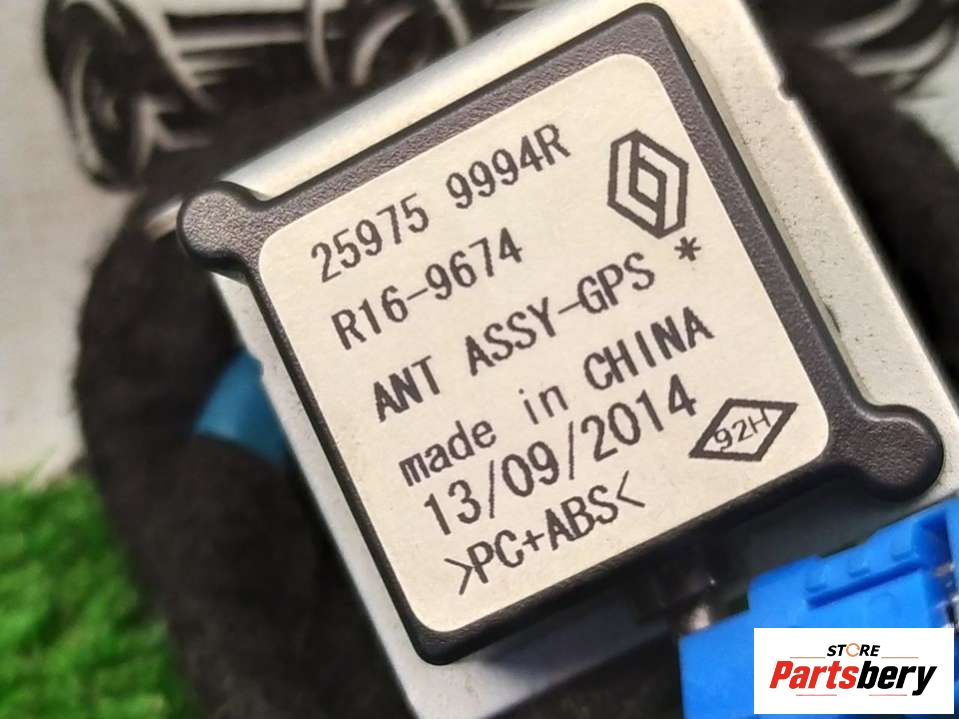 25975 9994R
R16-9674
ANT ASSY-GPS *
made in CHINA
13/09/2014
92H
>PC+ABS<
STORE
Partsbery